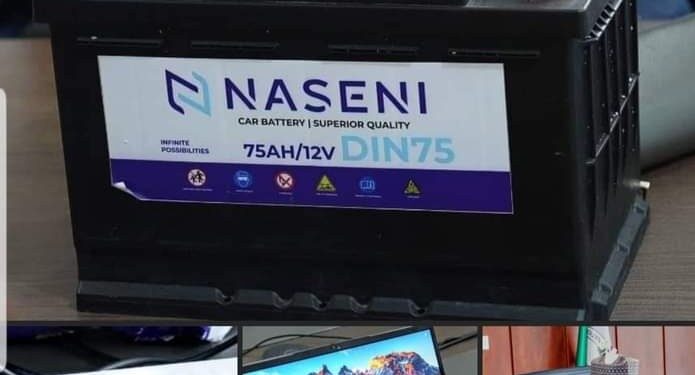 NASENI
CAR BATTERY | SUPERIOR QUALITY
INFINITE
POSSIBILITIES
75AH/12V DIN75